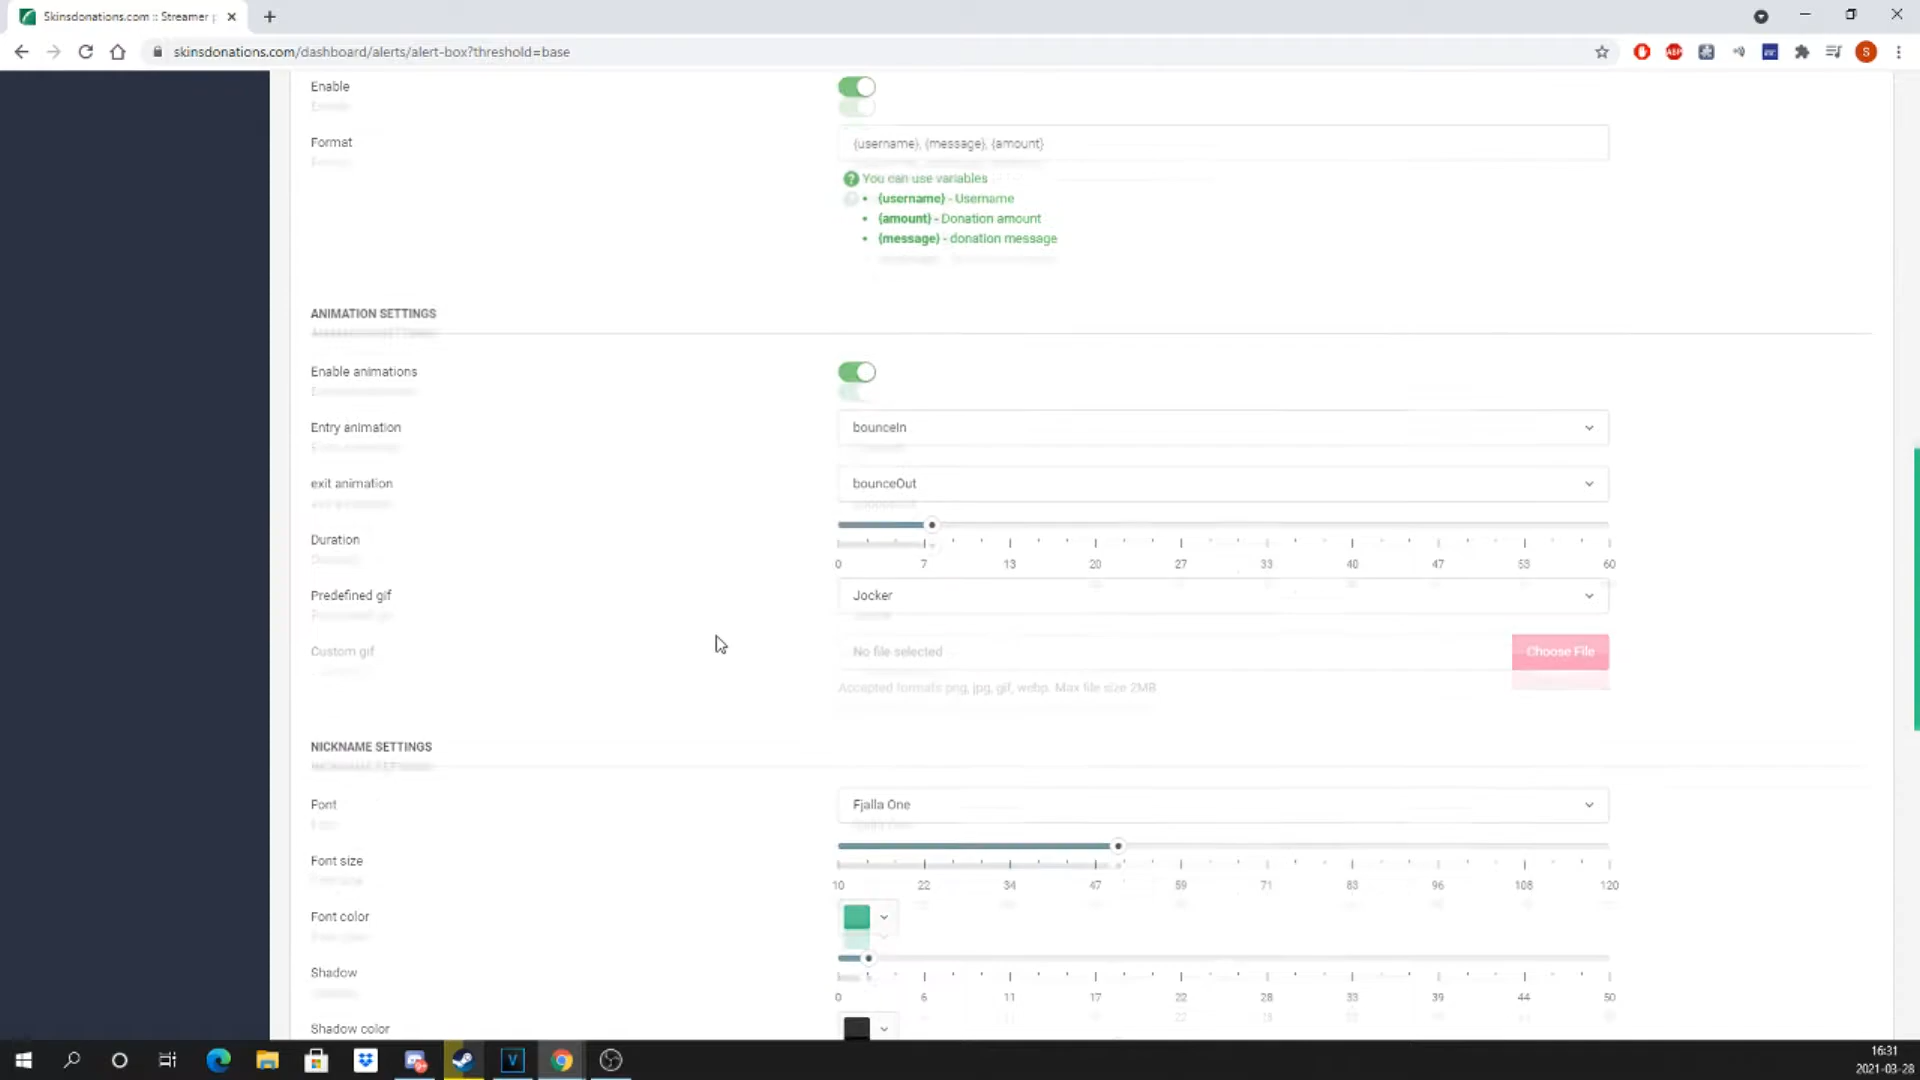 Skinsdonations.com :: Streamer p
skinsdonations.com/dashboard/alerts/alert-box?threshold=base
ABP
S
Enable
Format
{username}, {message}, {amount}
? You can use variables
• {username} - Username
• {amount} - Donation amount
• {message} - donation message
ANIMATION SETTINGS
Enable animations
Entry animation
bounceIn
exit animation
bounceOut
Duration
0 7 13 20 27 33 40 47 53 60
Predefined gif
Jocker
Custom gif
No file selected
Choose File
Accepted formats png, jpg, gif, webp. Max file size 2MB
NICKNAME SETTINGS
Font
Fjalla One
Font size
10 22 34 47 59 71 83 96 108 120
Font color
Shadow
0 6 11 17 22 28 33 39 44 50
Shadow color
V
16:31
2021-03-28